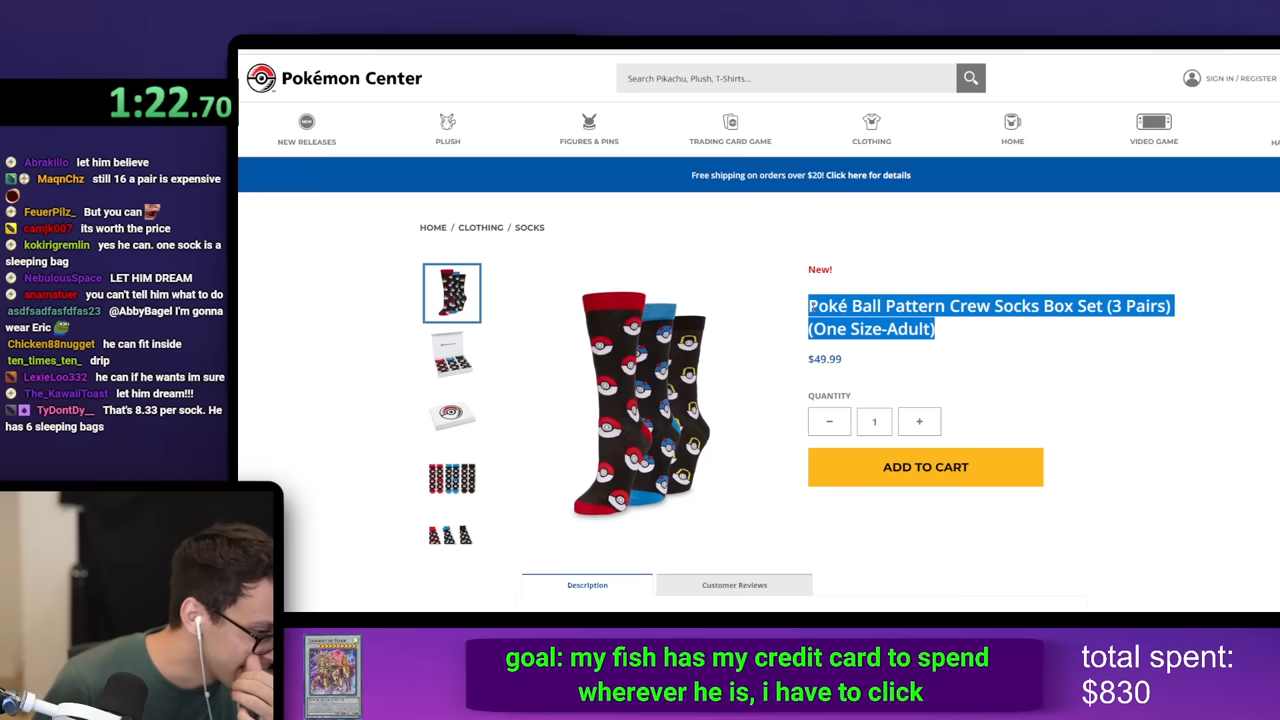 1:22.70
Abrakillo let him believe
MaqnChz still 16 a pair is expensive
FeuerPilz_ But you can
camjk007 Its worth the price
kokirigremlin yes he can. one sock is a
sleeping bag
NebulousSpace LET HIM DREAM
anamatuer you can't tell him what to do
asdfsadfasfdfas23 @AbbyBagel I'm gonna
wear Eric
Chicken88nugget he can fit inside
ten_times_ten_ drip
LexieLoo332 he can if he wants im sure
The_KawaiiToast let him dream!!!
TyDontDy__ That's 8.33 per sock. He
has 6 sleeping bags
Pokémon Center
Search Pikachu, Plush, T-Shirts...
SIGN IN / REGISTER
NEW
NEW RELEASES
PLUSH
FIGURES & PINS
TRADING CARD GAME
CLOTHING
HOME
VIDEO GAME
HA
Free shipping on orders over $20! Click here for details
HOME / CLOTHING / SOCKS
New!
Poké Ball Pattern Crew Socks Box Set (3 Pairs)
(One Size-Adult)
$49.99
QUANTITY
− 1 +
ADD TO CART
Description
Customer Reviews
goal: my fish has my credit card to spend
wherever he is, i have to click
total spent:
$830